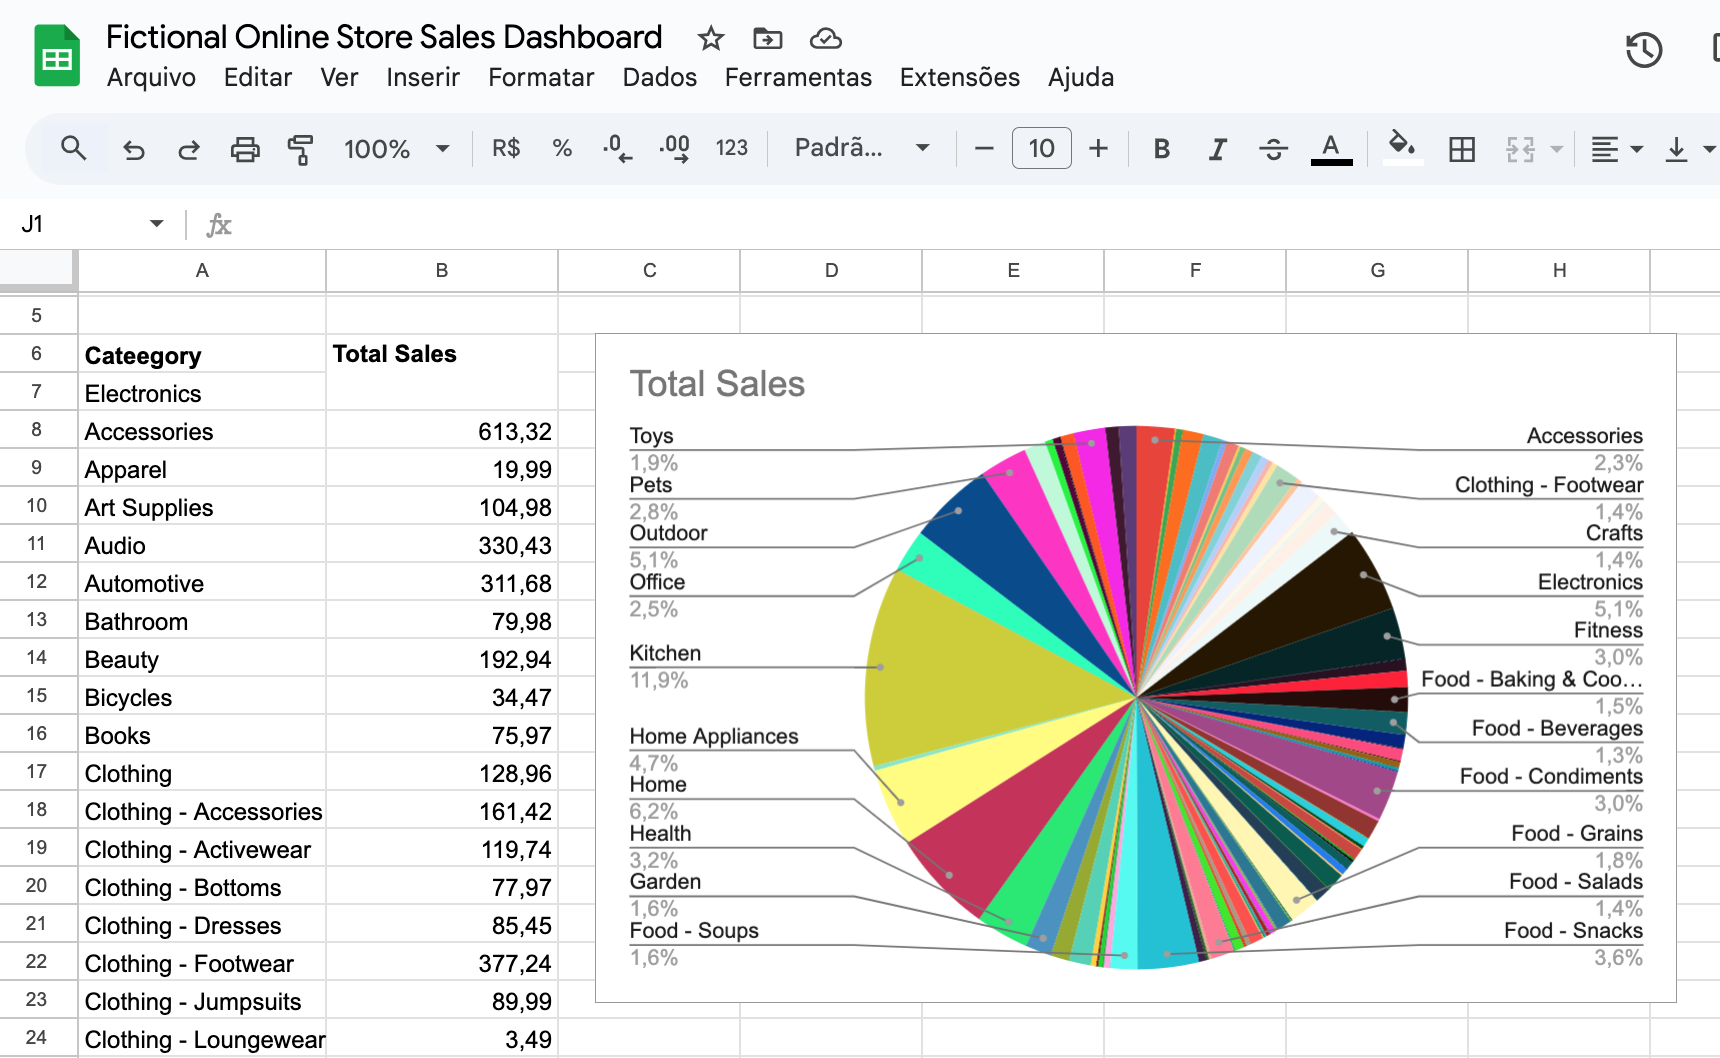 Fictional Online Store Sales Dashboard
Arquivo Editar Ver Inserir Formatar Dados Ferramentas Extensões Ajuda
100% R$ % .0 .00 123 Padrã... 10 B I S A
J1 fx
A B C D E F G H
5
6 Cateegory Total Sales
7 Electronics
8 Accessories 613,32
9 Apparel 19,99
10 Art Supplies 104,98
11 Audio 330,43
12 Automotive 311,68
13 Bathroom 79,98
14 Beauty 192,94
15 Bicycles 34,47
16 Books 75,97
17 Clothing 128,96
18 Clothing - Accessories 161,42
19 Clothing - Activewear 119,74
20 Clothing - Bottoms 77,97
21 Clothing - Dresses 85,45
22 Clothing - Footwear 377,24
23 Clothing - Jumpsuits 89,99
24 Clothing - Loungewear 3,49
Total Sales
Toys
1,9%
Pets
2,8%
Outdoor
5,1%
Office
2,5%
Kitchen
11,9%
Home Appliances
4,7%
Home
6,2%
Health
3,2%
Garden
1,6%
Food - Soups
1,6%
Accessories
2,3%
Clothing - Footwear
1,4%
Crafts
1,4%
Electronics
5,1%
Fitness
3,0%
Food - Baking & Coo...
1,5%
Food - Beverages
1,3%
Food - Condiments
3,0%
Food - Grains
1,8%
Food - Salads
1,4%
Food - Snacks
3,6%